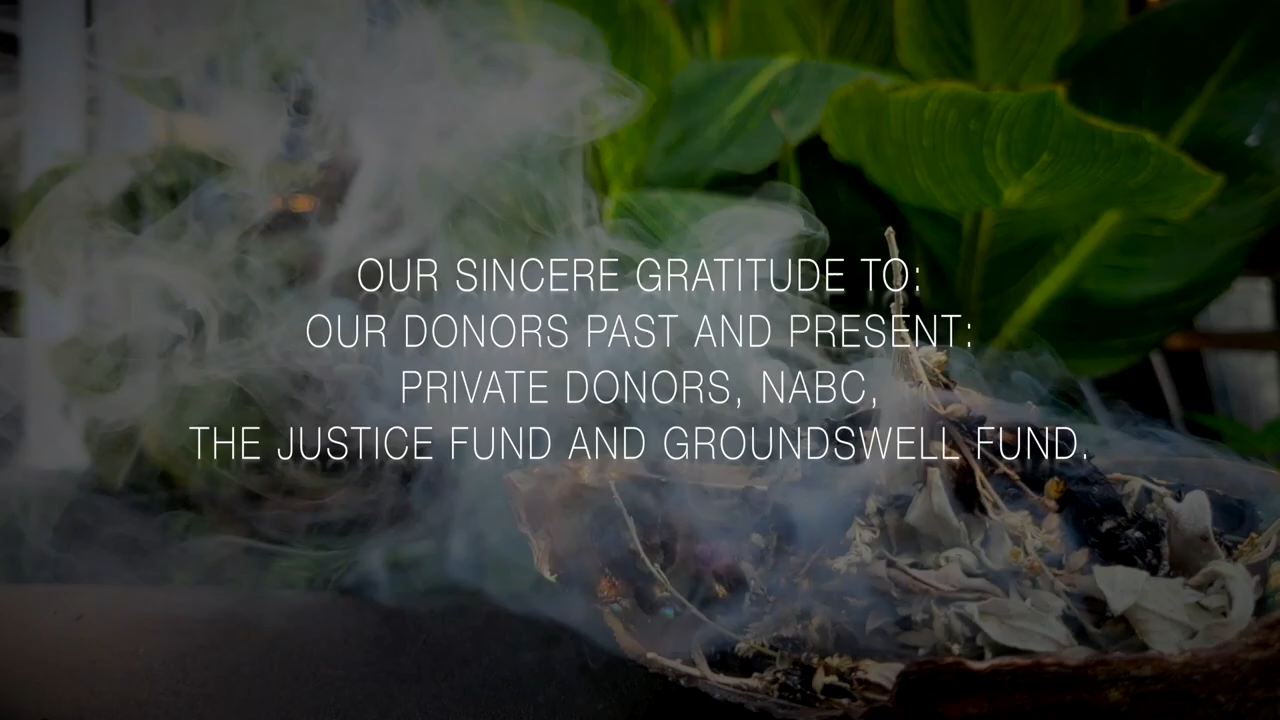 OUR SINCERE GRATITUDE TO:
OUR DONORS PAST AND PRESENT:
PRIVATE DONORS, NABC,
THE JUSTICE FUND AND GROUNDSWELL FUND.